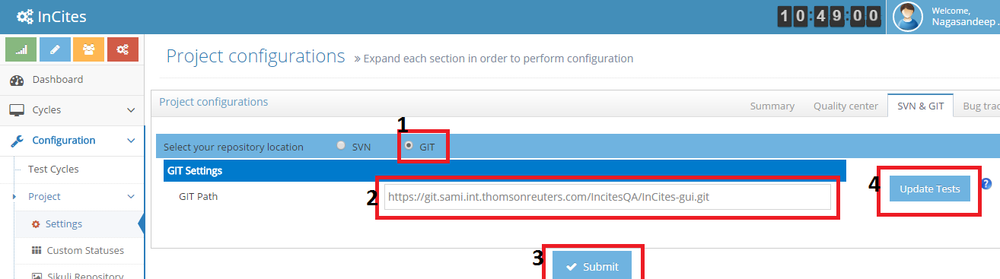 InCites
10:49:00
Welcome,
Nagasandeep .
Project configurations » Expand each section in order to perform configuration
Dashboard
Cycles
Configuration
Test Cycles
Project
Settings
Custom Statuses
Sikuli Repository
Project configurations
Summary Quality center SVN & GIT Bug trac
1
Select your repository location SVN GIT
GIT Settings
2 GIT Path https://git.sami.int.thomsonreuters.com/IncitesQA/InCites-gui.git
4 Update Tests ?
3 Submit